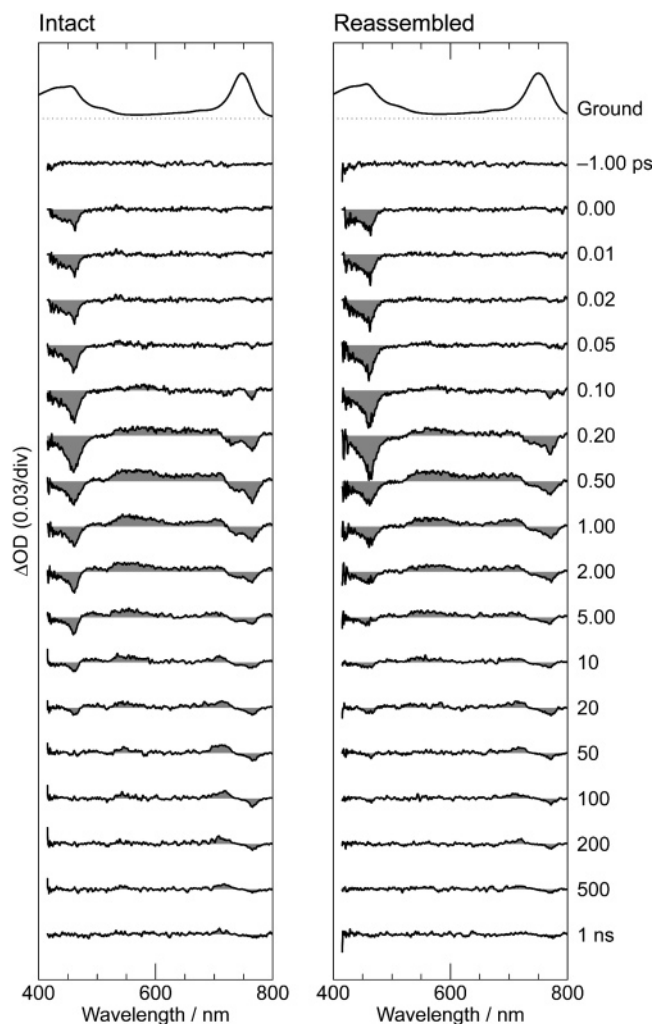 Intact
Reassembled
Ground
–1.00 ps
0.00
0.01
0.02
0.05
0.10
0.20
0.50
1.00
2.00
5.00
10
20
50
100
200
500
1 ns
ΔOD (0.03/div)
400 600 800
400 600 800
Wavelength / nm
Wavelength / nm